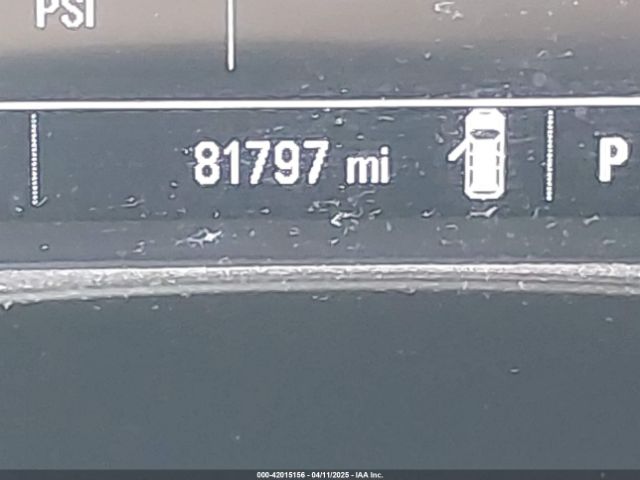 PSI
81797 mi
P
000-42015156 - 04/11/2025 - IAA Inc.